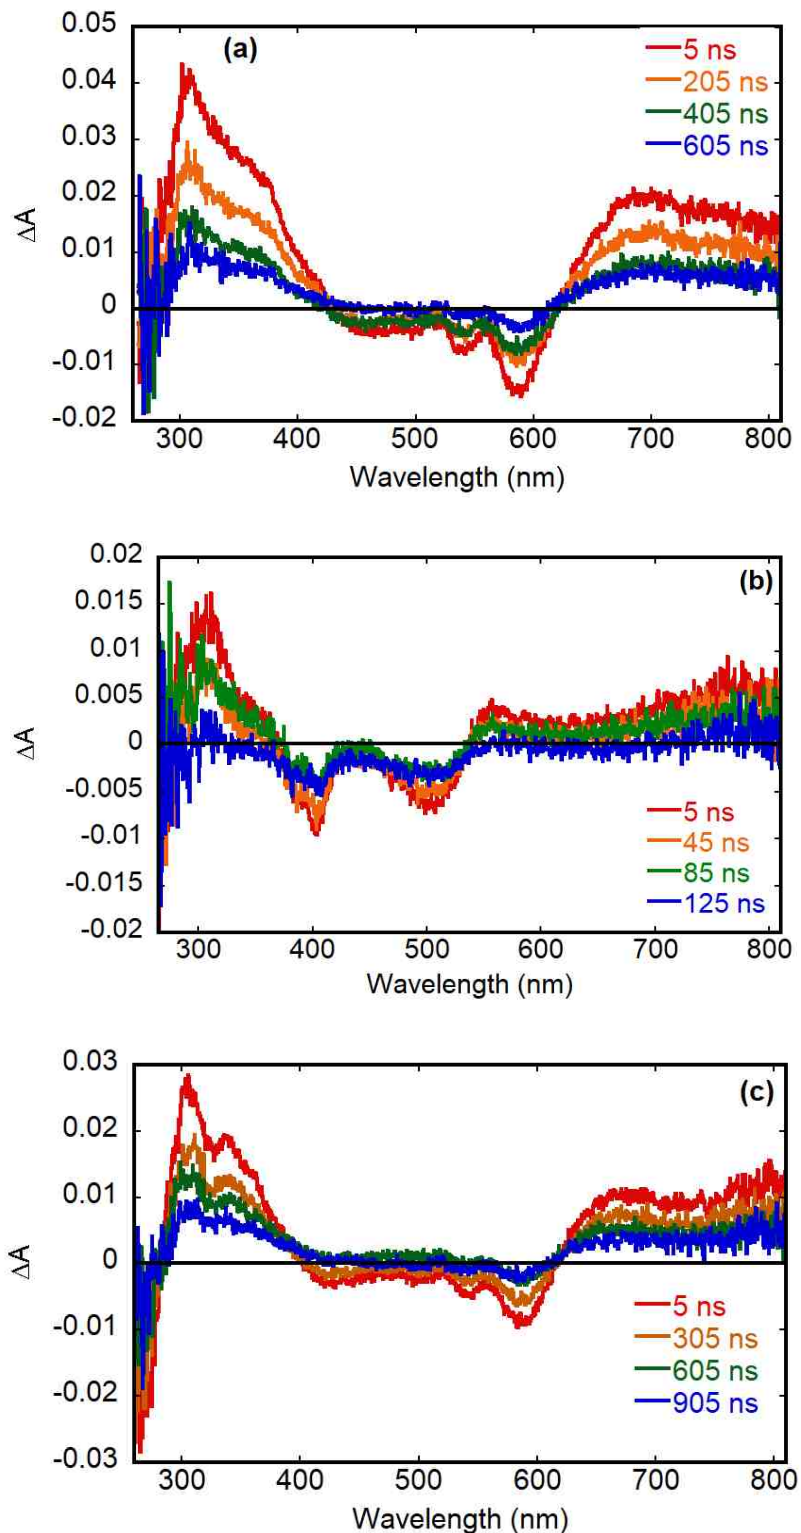 (a)
5 ns
205 ns
405 ns
605 ns
0.05
0.04
0.03
0.02
0.01
0
-0.01
-0.02
ΔA
300 400 500 600 700 800
Wavelength (nm)
(b)
0.02
0.015
0.01
0.005
0
-0.005
-0.01
-0.015
-0.02
ΔA
5 ns
45 ns
85 ns
125 ns
300 400 500 600 700 800
Wavelength (nm)
(c)
0.03
0.02
0.01
0
-0.01
-0.02
-0.03
ΔA
5 ns
305 ns
605 ns
905 ns
300 400 500 600 700 800
Wavelength (nm)